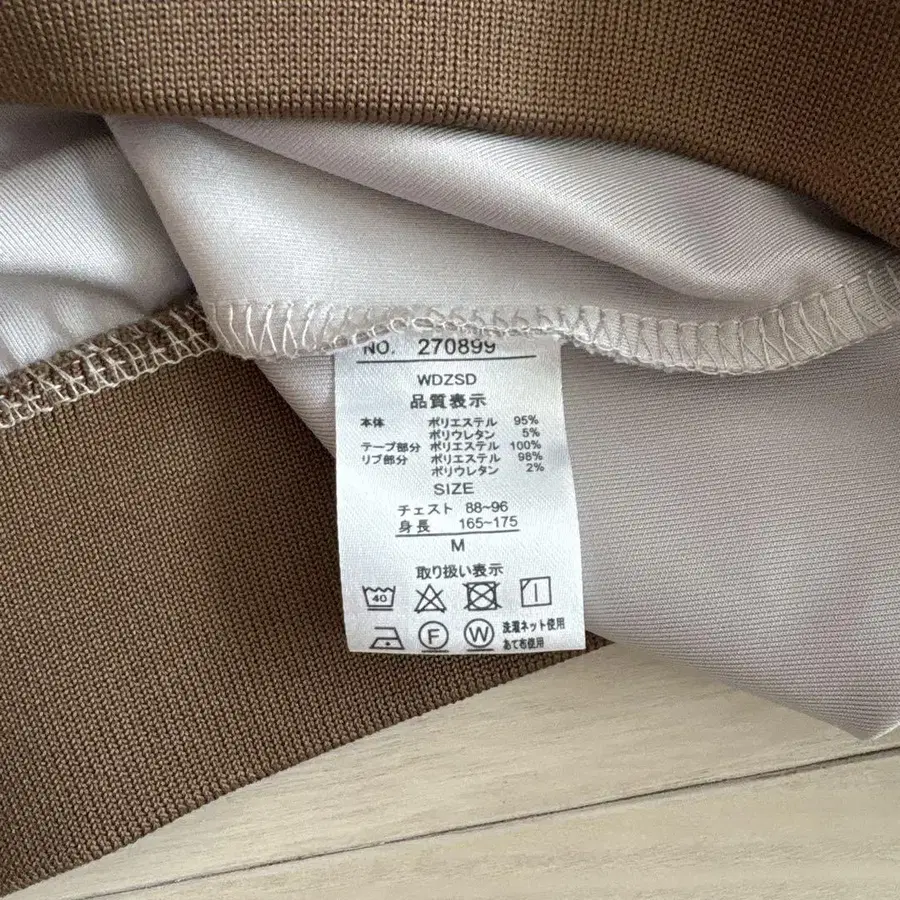 NO. 270899
WDZSD
品質表示
本体 ポリエステル 95%
ポリウレタン 5%
テープ部分 ポリエステル 100%
リブ部分 ポリエステル 98%
ポリウレタン 2%
SIZE
チェスト 88~96
身長 165~175
M
取り扱い表示
40
F W 洗濯ネット使用
あて布使用